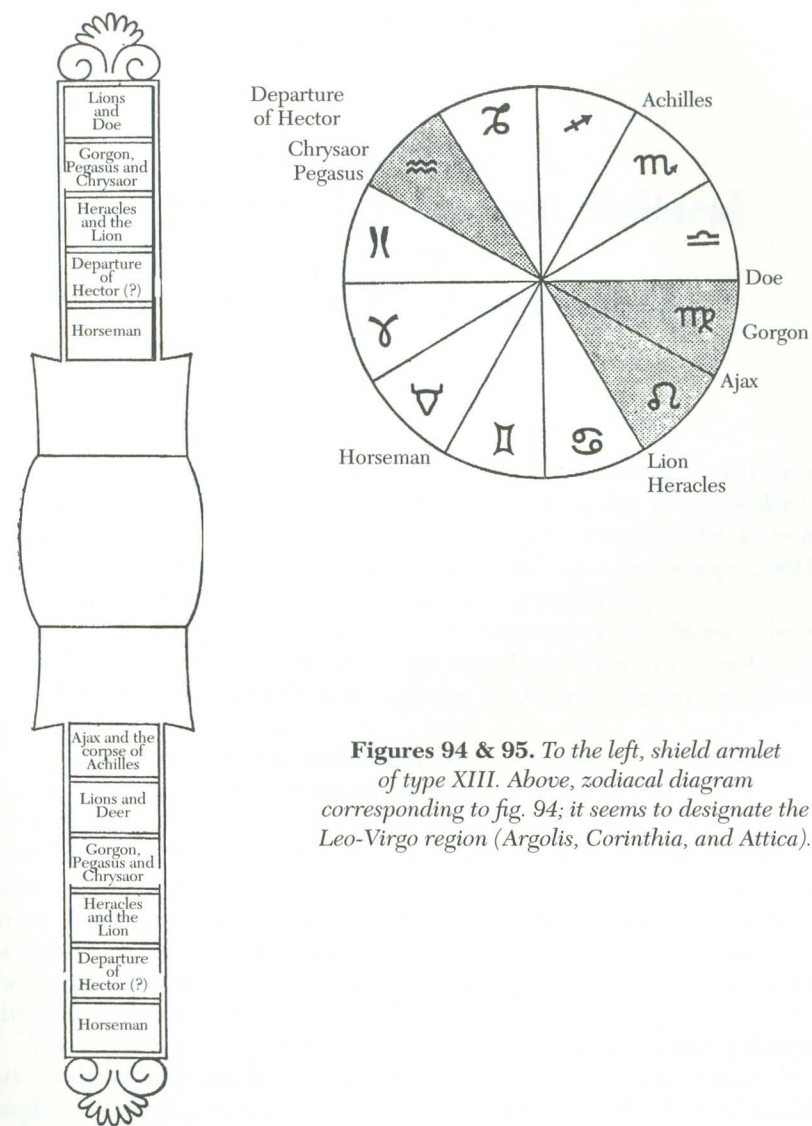 Lions
and
Doe
Gorgon,
Pegasus and
Chrysaor
Heracles
and the
Lion
Departure
of
Hector (?)
Horseman
Ajax and the
corpse of
Achilles
Lions and
Deer
Gorgon,
Pegasus and
Chrysaor
Heracles
and the
Lion
Departure
of
Hector (?)
Horseman
Departure
of Hector
Chrysaor
Pegasus
Achilles
♑ ♐
♒ ♏
♓ ♎
♈ ♍
♉ ♌
♊ ♋
Doe
Gorgon
Ajax
Lion
Heracles
Horseman
Figures 94 & 95. To the left, shield armlet
of type XIII. Above, zodiacal diagram
corresponding to fig. 94; it seems to designate the
Leo-Virgo region (Argolis, Corinthia, and Attica).